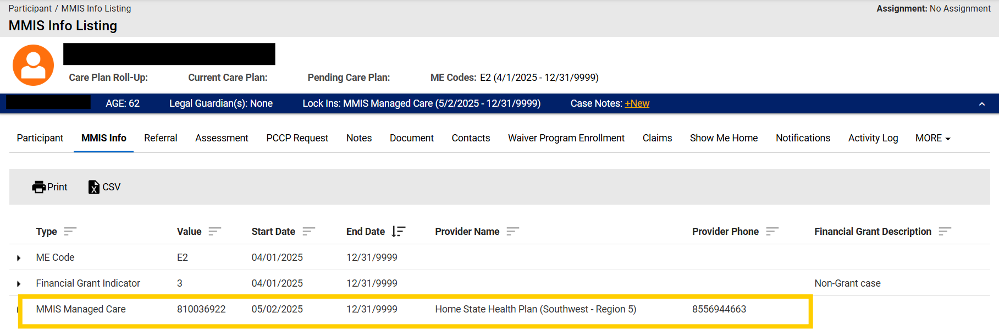 Participant / MMIS Info Listing
Assignment: No Assignment
MMIS Info Listing
Care Plan Roll-Up: Current Care Plan: Pending Care Plan: ME Codes: E2 (4/1/2025 - 12/31/9999)
AGE: 62 Legal Guardian(s): None Lock Ins: MMIS Managed Care (5/2/2025 - 12/31/9999) Case Notes: +New
Participant MMIS Info Referral Assessment PCCP Request Notes Document Contacts Waiver Program Enrollment Claims Show Me Home Notifications Activity Log MORE
Print CSV
Type Value Start Date End Date Provider Name Provider Phone Financial Grant Description
ME Code E2 04/01/2025 12/31/9999
Financial Grant Indicator 3 04/01/2025 12/31/9999 Non-Grant case
MMIS Managed Care 810036922 05/02/2025 12/31/9999 Home State Health Plan (Southwest - Region 5) 8556944663